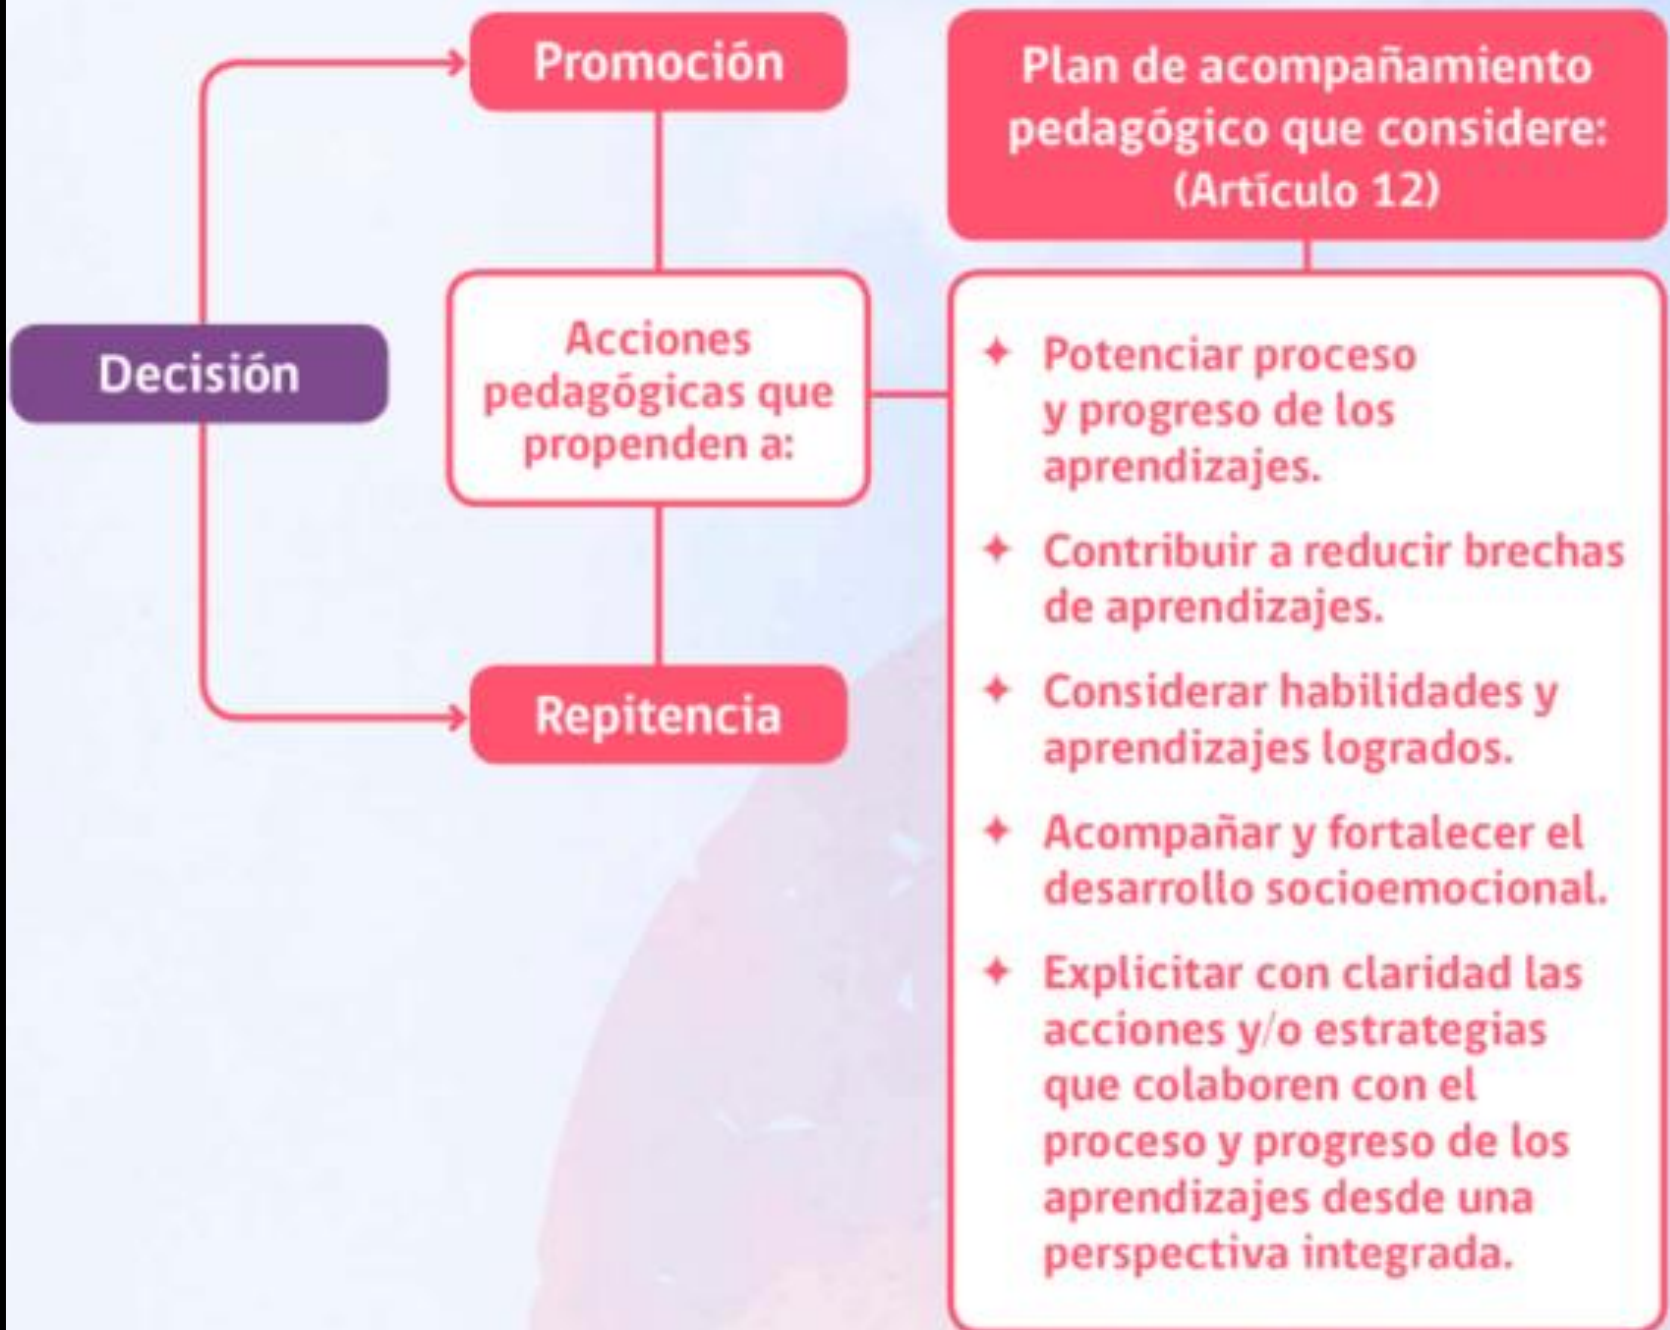 Promoción
Decisión
Acciones
pedagógicas que
propenden a:
Repitencia
Plan de acompañamiento
pedagógico que considere:
(Artículo 12)
✦ Potenciar proceso
y progreso de los
aprendizajes.
✦ Contribuir a reducir brechas
de aprendizajes.
✦ Considerar habilidades y
aprendizajes logrados.
✦ Acompañar y fortalecer el
desarrollo socioemocional.
✦ Explicitar con claridad las
acciones y/o estrategias
que colaboren con el
proceso y progreso de los
aprendizajes desde una
perspectiva integrada.